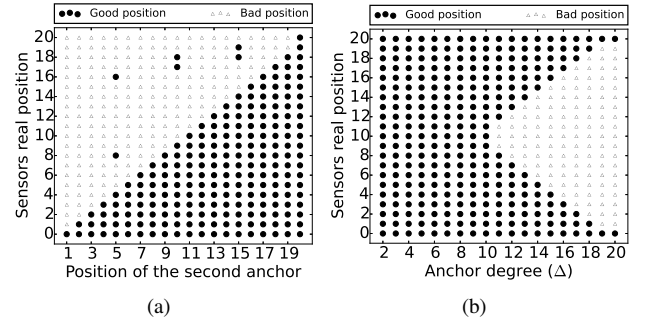 Good position Bad position
Sensors real position
20
18
16
14
12
10
8
6
4
2
0
1 3 5 7 9 11 13 15 17 19
Position of the second anchor
(a)
Good position Bad position
Sensors real position
20
18
16
14
12
10
8
6
4
2
0
2 4 6 8 10 12 14 16 18 20
Anchor degree (Δ)
(b)